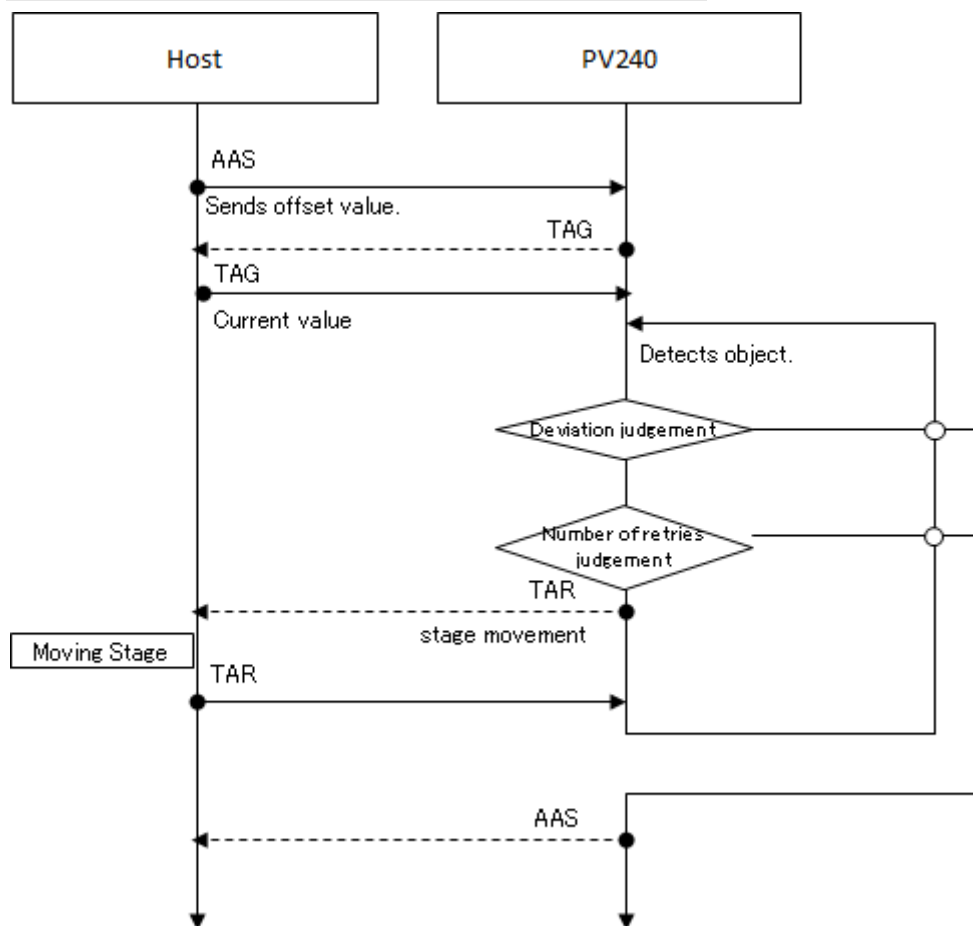 Host
PV240
AAS
Sends offset value.
TAG
TAG
Current value
Detects object.
Deviation judgement
Number of retries
judgement
TAR
stage movement
Moving Stage
TAR
AAS